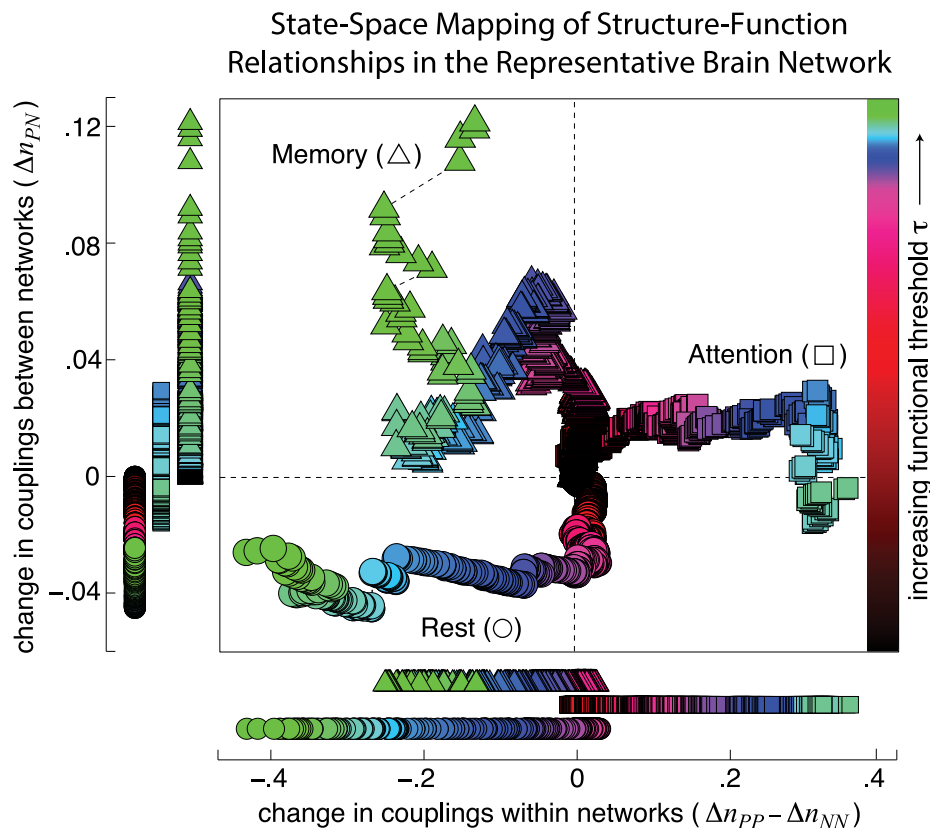 State-Space Mapping of Structure-Function
Relationships in the Representative Brain Network
change in couplings between networks (Δn_PN)
.12
.08
.04
0
-.04
Memory (△)
Attention (□)
Rest (○)
increasing functional threshold τ ⟶
-.4
-.2
0
.2
.4
change in couplings within networks (Δn_PP − Δn_NN)